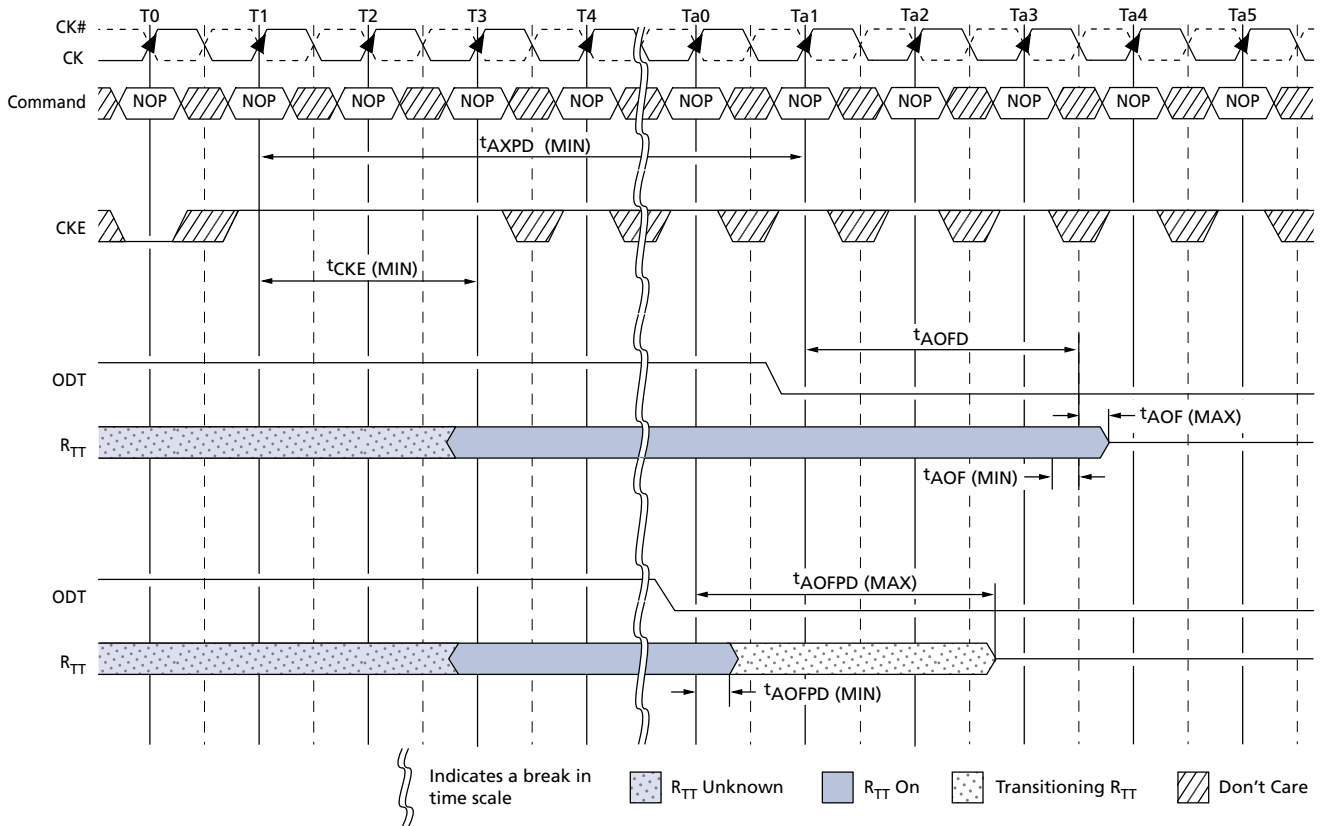 T0 T1 T2 T3 T4 Ta0 Ta1 Ta2 Ta3 Ta4 Ta5
CK#
CK
Command NOP NOP NOP NOP NOP NOP NOP NOP NOP NOP NOP
tAXPD (MIN)
CKE
tCKE (MIN)
tAOFD
ODT
tAOF (MAX)
RTT
tAOF (MIN)
tAOFPD (MAX)
ODT
RTT
tAOFPD (MIN)
Indicates a break in
time scale
RTT Unknown
RTT On
Transitioning RTT
Don't Care